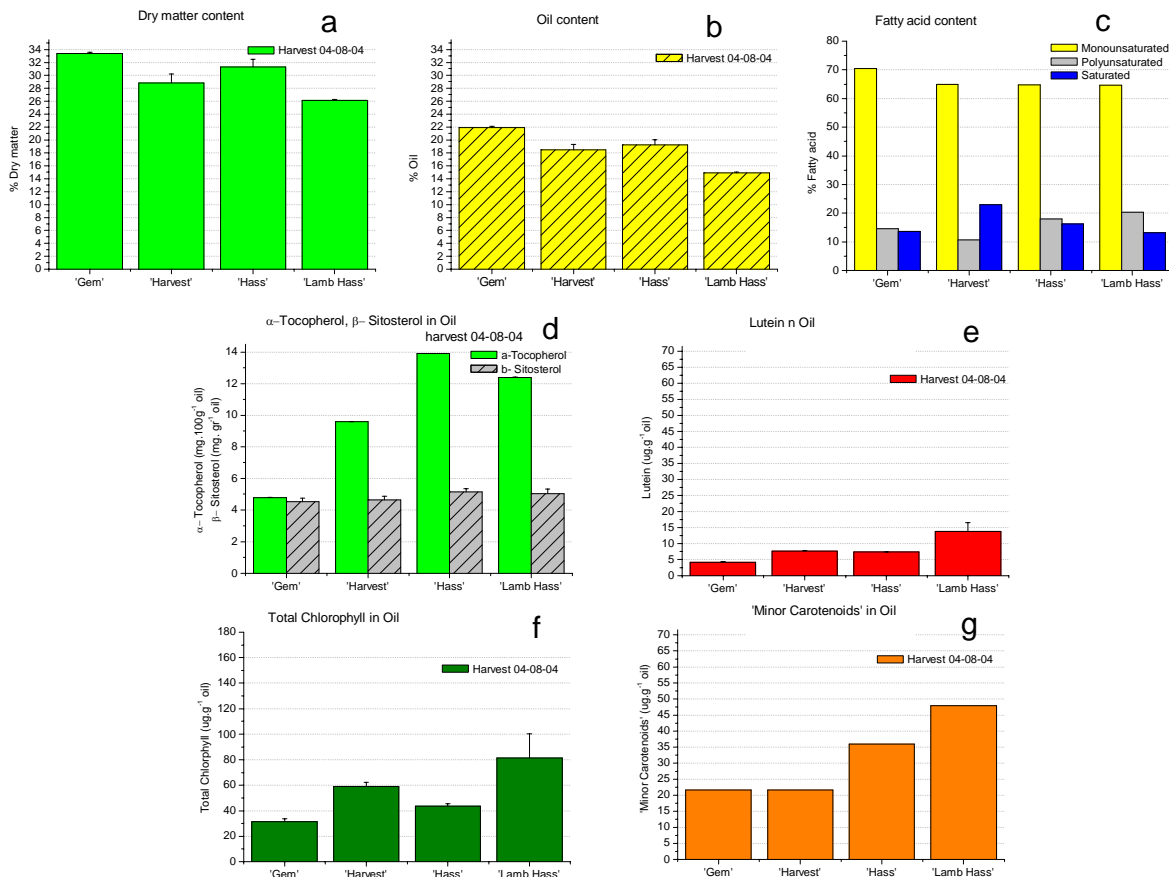 Dry matter content
a
Harvest 04-08-04
% Dry matter
34
32
30
28
26
24
22
20
18
16
14
12
10
8
6
4
2
0
'Gem' 'Harvest' 'Hass' 'Lamb Hass'
Oil content
b
Harvest 04-08-04
% Oil
34
32
30
28
26
24
22
20
18
16
14
12
10
8
6
4
2
0
'Gem' 'Harvest' 'Hass' 'Lamb Hass'
Fatty acid content
c
Monounsaturated
Polyunsaturated
Saturated
% Fatty acid
80
70
60
50
40
30
20
10
0
'Gem' 'Harvest' 'Hass' 'Lamb Hass'
α−Tocopherol, β− Sitosterol in Oil
d
harvest 04-08-04
a-Tocopherol
b- Sitosterol
α− Tocopherol (mg.100g⁻¹ oil)
β− Sitosterol (mg. gr⁻¹ oil)
14
12
10
8
6
4
2
0
'Gem' 'Harvest' 'Hass' 'Lamb Hass'
Lutein n Oil
e
Harvest 04-08-04
Lutein (ug.g⁻¹ oil)
70
65
60
55
50
45
40
35
30
25
20
15
10
5
0
'Gem' 'Harvest' 'Hass' 'Lamb Hass'
Total Chlorophyll in Oil
f
Harvest 04-08-04
Total Chlorphyll (ug.g⁻¹ oil)
180
160
140
120
100
80
60
40
20
0
'Gem' 'Harvest' 'Hass' 'Lamb Hass'
'Minor Carotenoids' in Oil
g
Harvest 04-08-04
'Minor Carotenoids' (ug.g⁻¹ oil)
70
65
60
55
50
45
40
35
30
25
20
15
10
5
0
'Gem' 'Harvest' 'Hass' 'Lamb Hass'